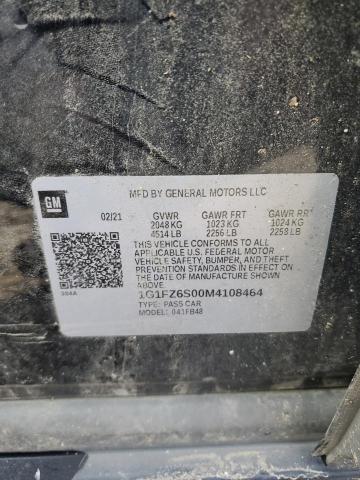 GM
MFD BY GENERAL MOTORS LLC
02/21 GVWR GAWR FRT GAWR RR
2048 KG 1023 KG 1024 KG
4514 LB 2256 LB 2258 LB
THIS VEHICLE CONFORMS TO ALL
APPLICABLE U.S. FEDERAL MOTOR
VEHICLE SAFETY, BUMPER, AND THEFT
PREVENTION STANDARDS IN EFFECT ON
THE DATE OF MANUFACTURE SHOWN
ABOVE.
1G1FZ6S00M4108464
TYPE: PASS CAR
MODEL: 041FB48